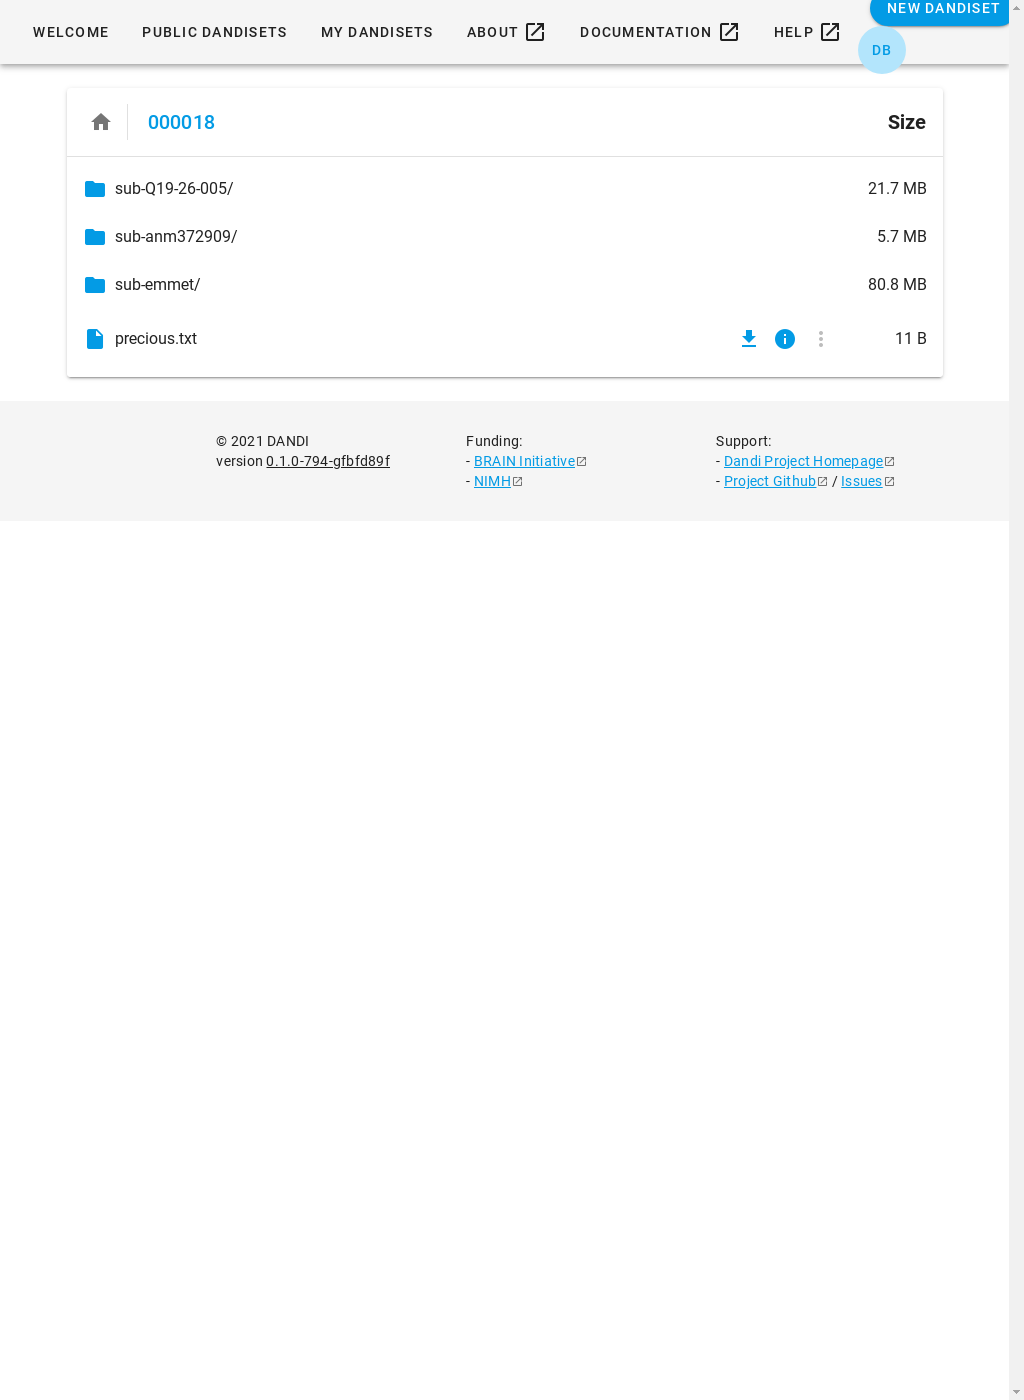 WELCOME PUBLIC DANDISETS MY DANDISETS ABOUT DOCUMENTATION HELP NEW DANDISET
DB
000018 Size
sub-Q19-26-005/ 21.7 MB
sub-anm372909/ 5.7 MB
sub-emmet/ 80.8 MB
precious.txt 11 B
© 2021 DANDI
version 0.1.0-794-gfbfd89f
Funding:
- BRAIN Initiative
- NIMH
Support:
- Dandi Project Homepage
- Project Github / Issues